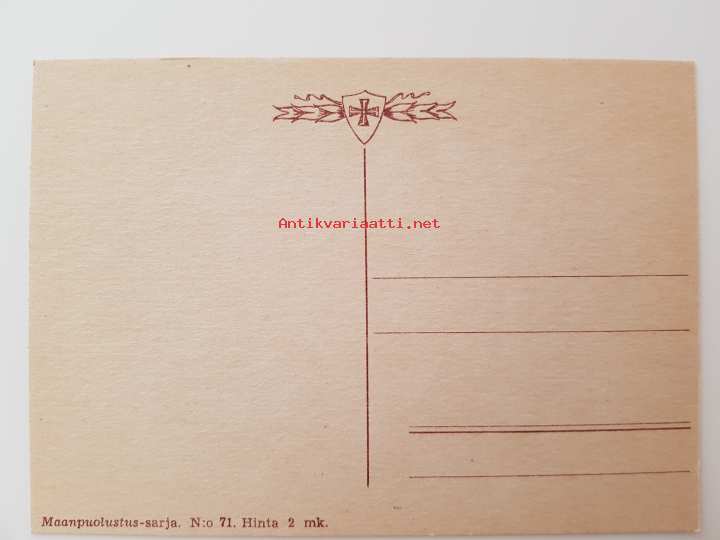 Antikvariaatti.net
Maanpuolustus-sarja. N:o 71. Hinta 2 mk.